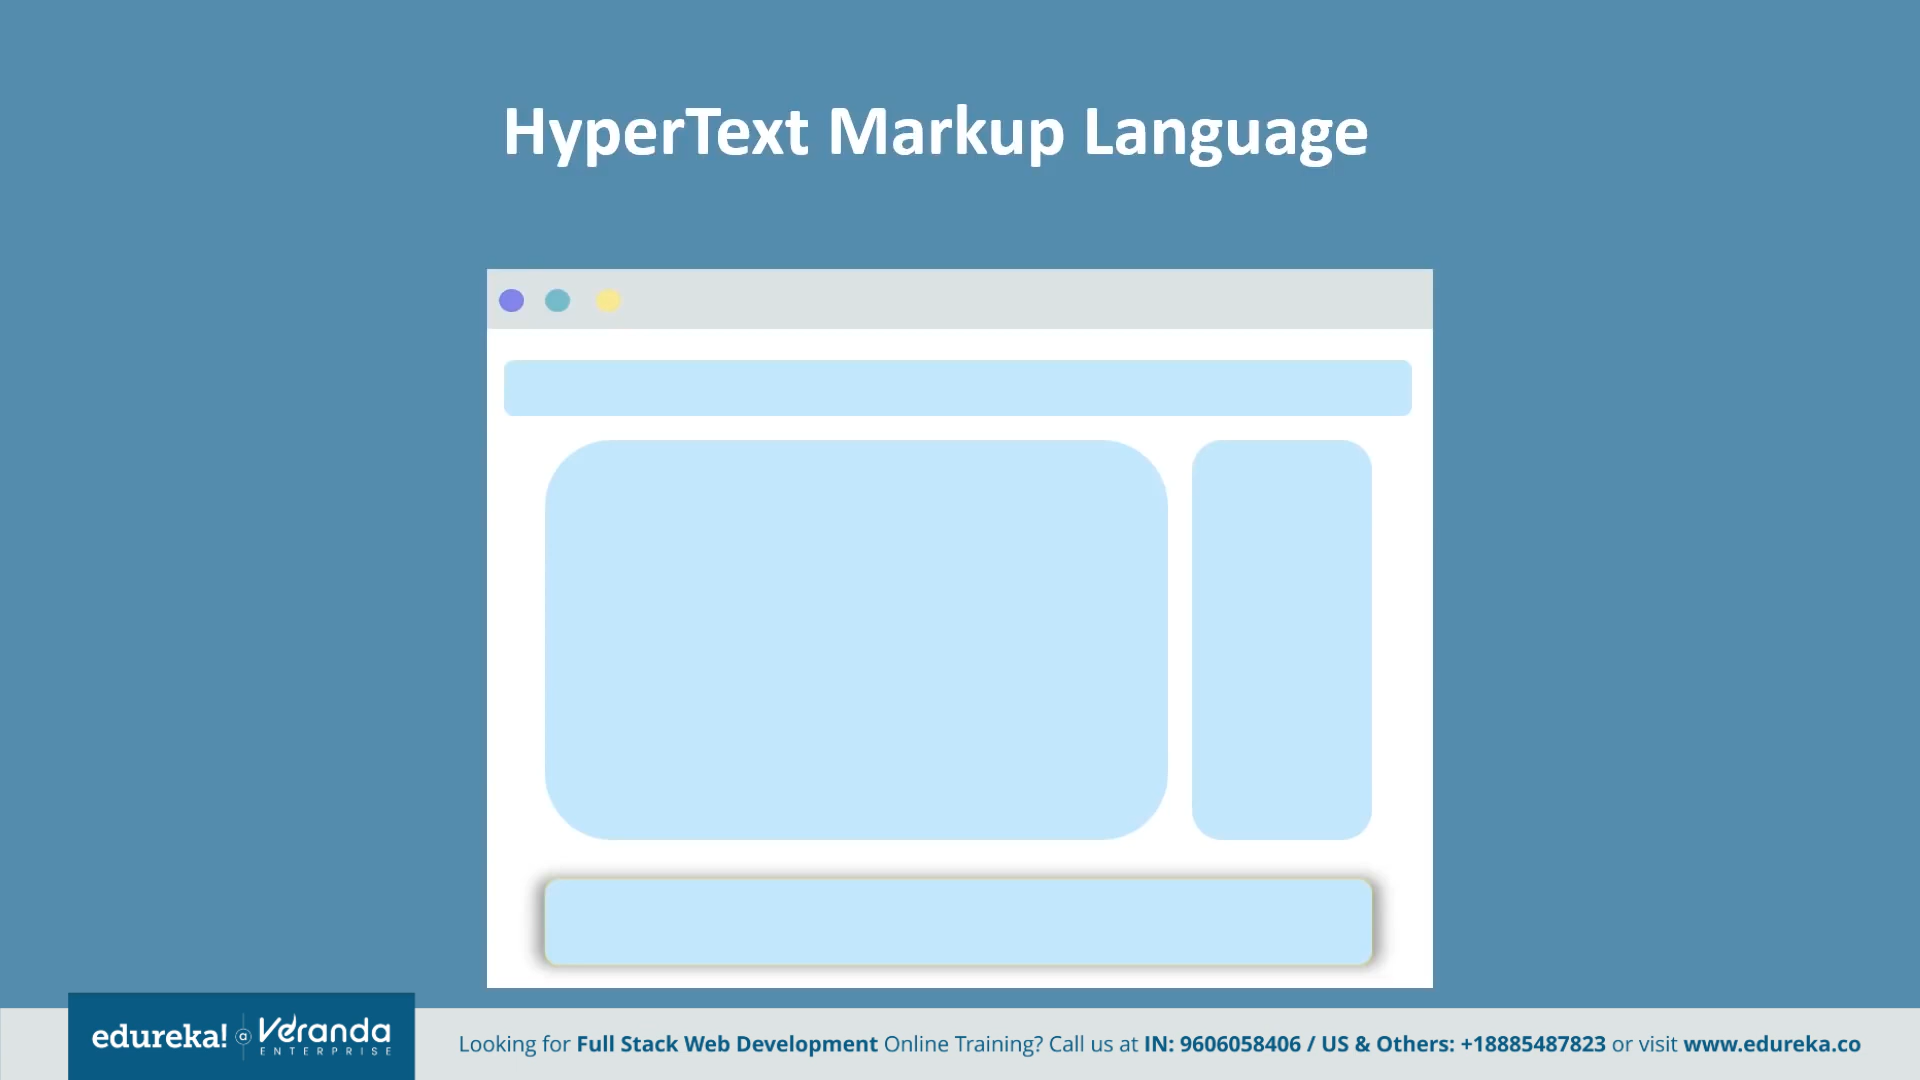 HyperText Markup Language
edureka! a Veranda
ENTERPRISE
Looking for Full Stack Web Development Online Training? Call us at IN: 9606058406 / US & Others: +18885487823 or visit www.edureka.co